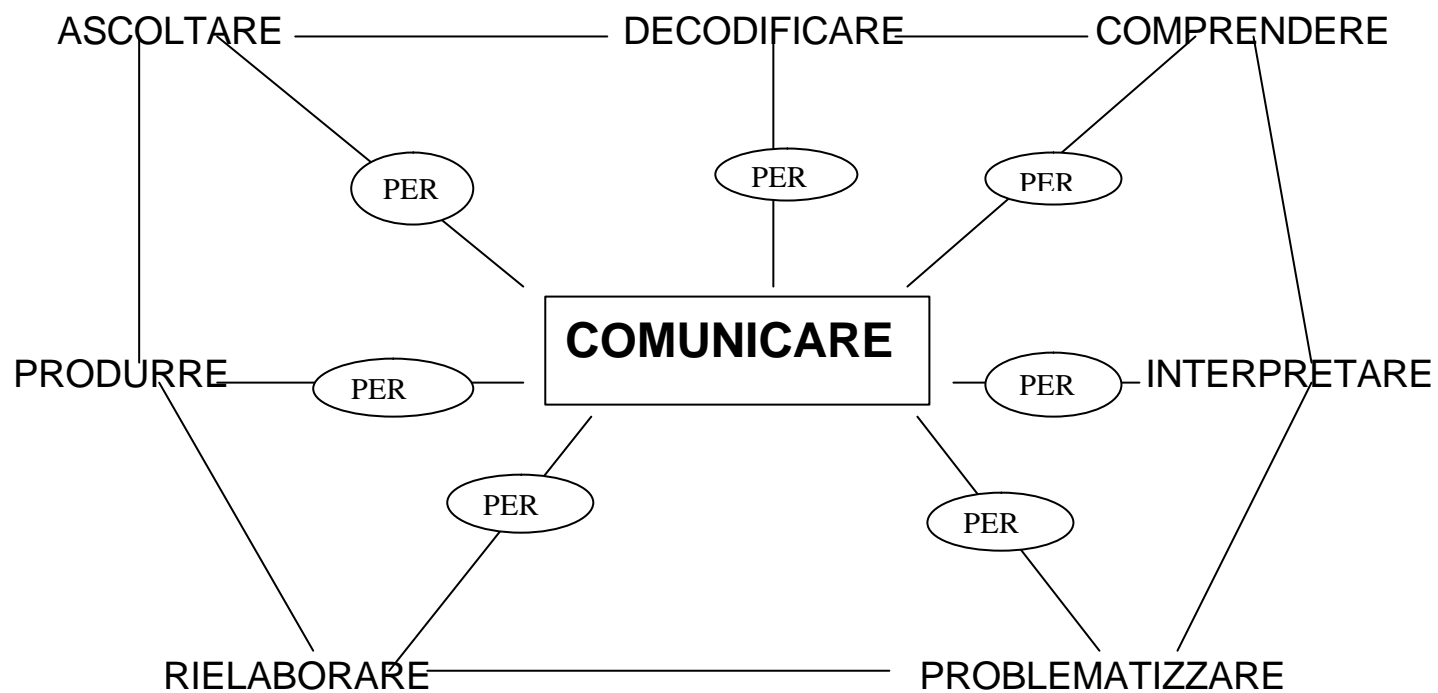 ASCOLTARE DECODIFICARE COMPRENDERE
PER PER PER
COMUNICARE
PRODURRE PER PER INTERPRETARE
PER PER
RIELABORARE PROBLEMATIZZARE